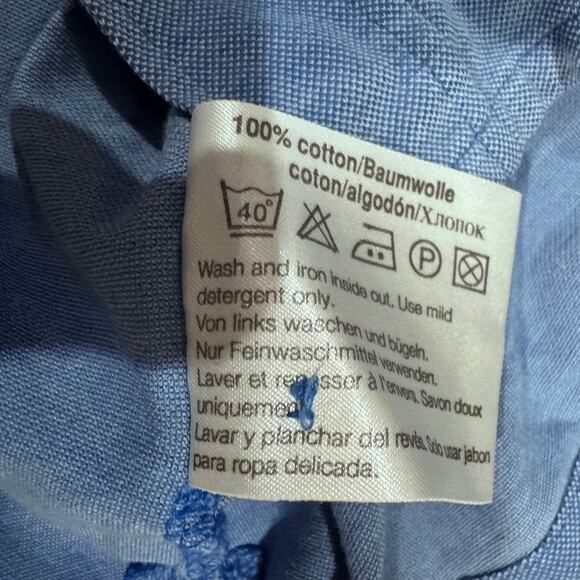 100% cotton/Baumwolle
coton/algodón/Хлопок
40° P
Wash and iron inside out. Use mild
detergent only.
Von links waschen und bügeln.
Nur Feinwaschmittel verwenden.
Laver et repasser à l'envers. Savon doux
uniquement
Lavar y planchar del revés. Solo usar jabon
para ropa delicada.